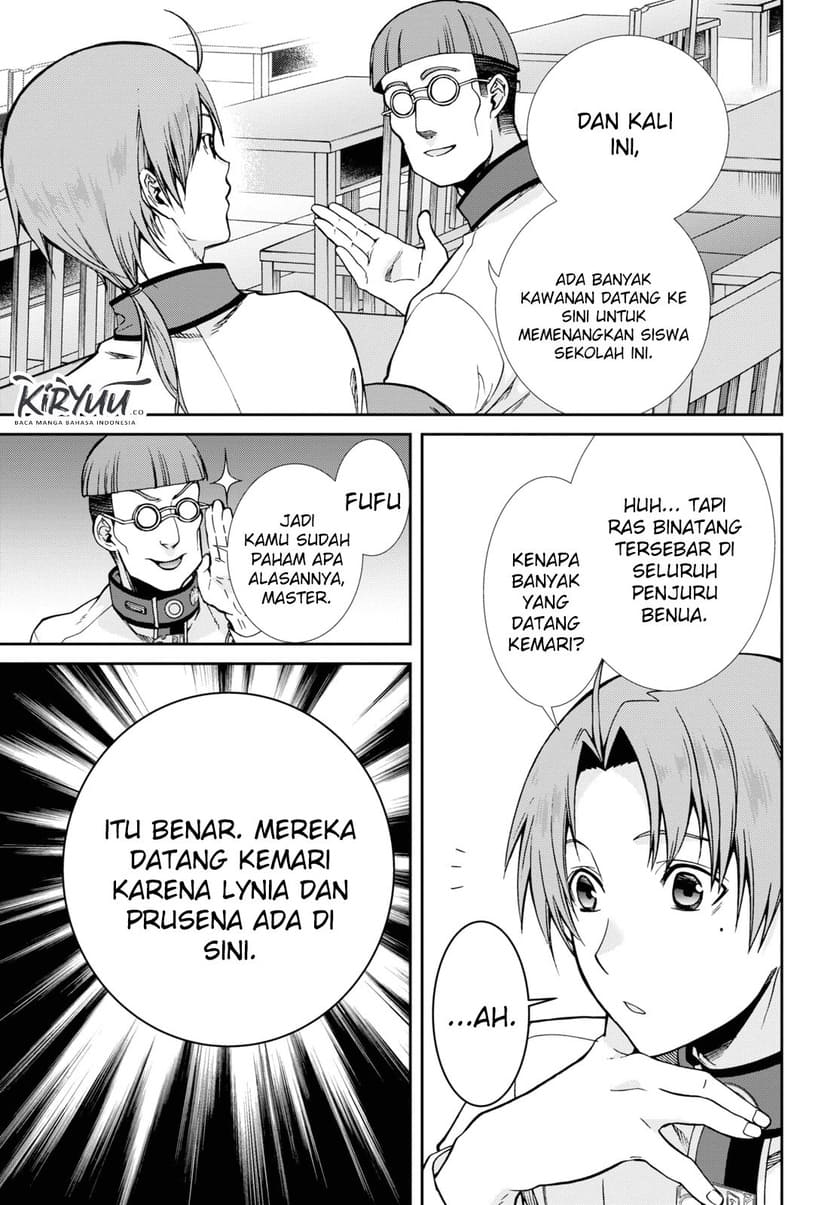 DAN KALI
INI,
ADA BANYAK
KAWANAN DATANG KE
SINI UNTUK
MEMENANGKAN SISWA
SEKOLAH INI.
KIRYUU.CO
BACA MANGA BAHASA INDONESIA
HUH... TAPI
RAS BINATANG
TERSEBAR DI
SELURUH
PENJURU
BENUA.
KENAPA
BANYAK
YANG
DATANG
KEMARI?
...AH.
FUFU
JADI
KAMU SUDAH
PAHAM APA
ALASANNYA,
MASTER.
ITU BENAR. MEREKA
DATANG KEMARI
KARENA LYNIA DAN
PRUSENA ADA DI
SINI.